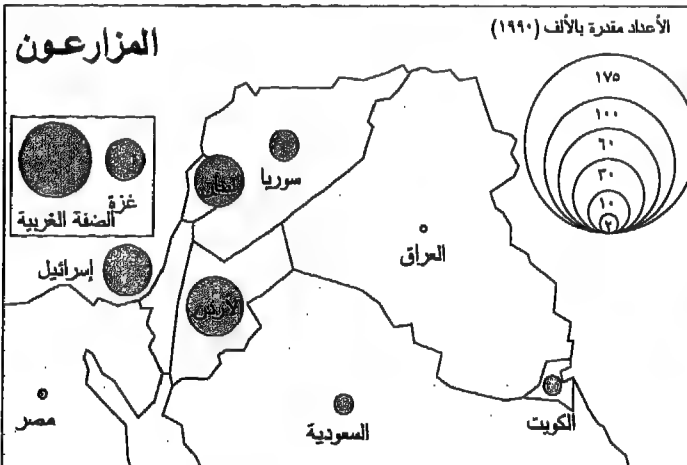 الأعداد مقدرة بالألف (١٩٩٠)
المزارعون
١٧٥
١٠٠
٦٠
٣٠
١٠
٢
غزة
الضفة الغربية
سوريا
لبنان
إسرائيل
العراق
الأردن
مصر
السعودية
الكويت